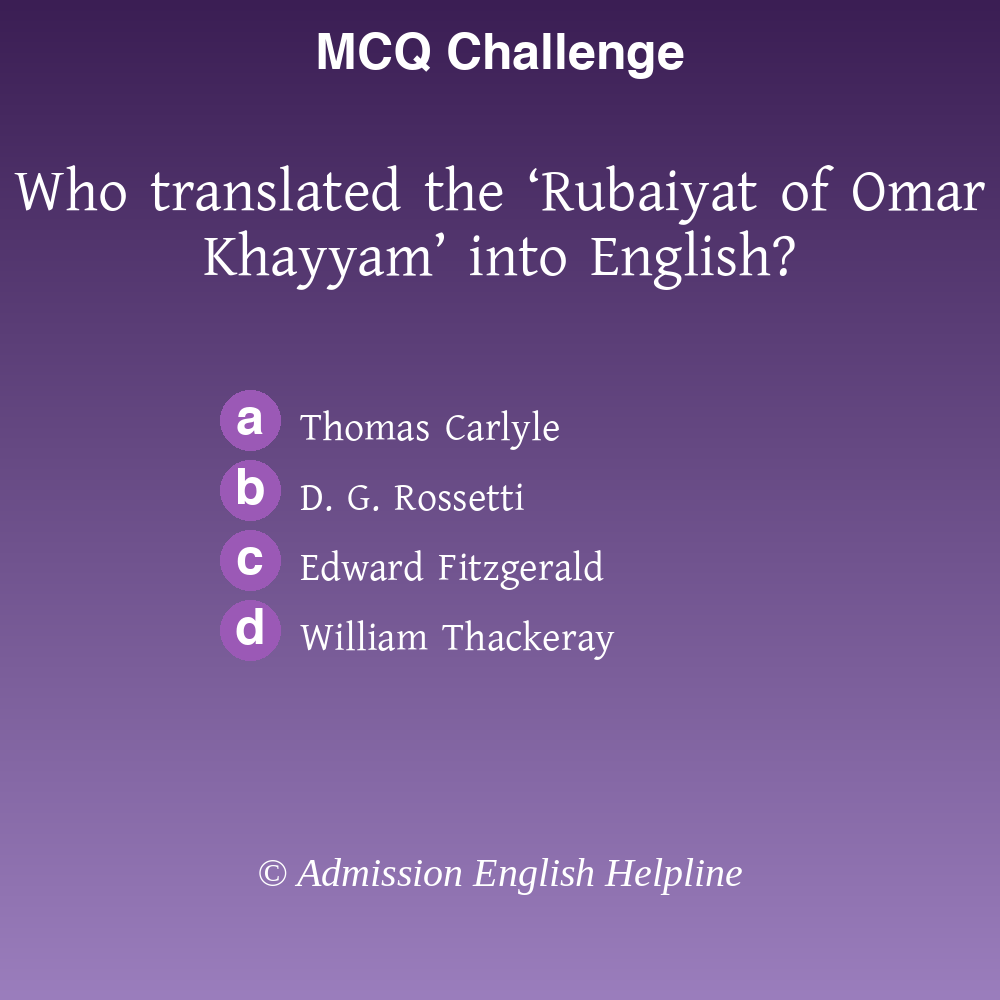 MCQ Challenge
Who translated the ‘Rubaiyat of Omar
Khayyam’ into English?
a Thomas Carlyle
b D. G. Rossetti
c Edward Fitzgerald
d William Thackeray
© Admission English Helpline